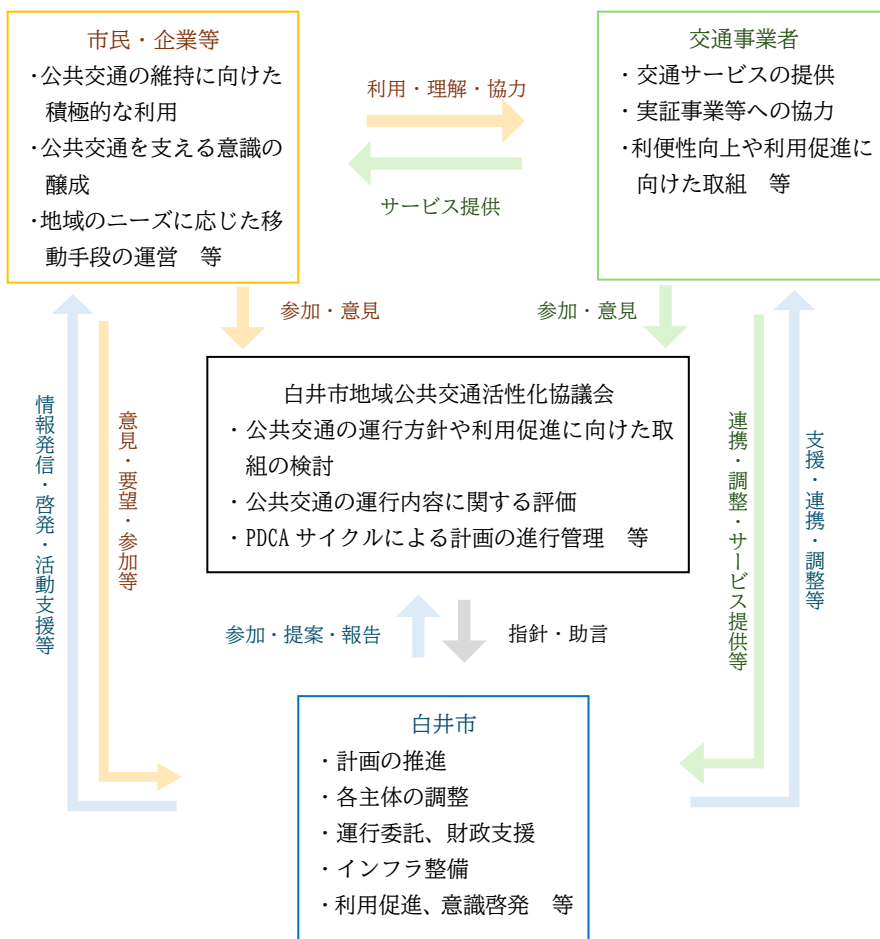 市民・企業等
・公共交通の維持に向けた
積極的な利用
・公共交通を支える意識の
醸成
・地域のニーズに応じた移
動手段の運営　等
利用・理解・協力
サービス提供
交通事業者
・交通サービスの提供
・実証事業等への協力
・利便性向上や利用促進に
向けた取組　等
参加・意見
参加・意見
情報発信・啓発・活動支援等
意見・要望・参加等
白井市地域公共交通活性化協議会
・公共交通の運行方針や利用促進に向けた取
組の検討
・公共交通の運行内容に関する評価
・PDCA サイクルによる計画の進行管理　等
連携・調整・サービス提供等
支援・連携・調整等
参加・提案・報告
指針・助言
白井市
・計画の推進
・各主体の調整
・運行委託、財政支援
・インフラ整備
・利用促進、意識啓発　等